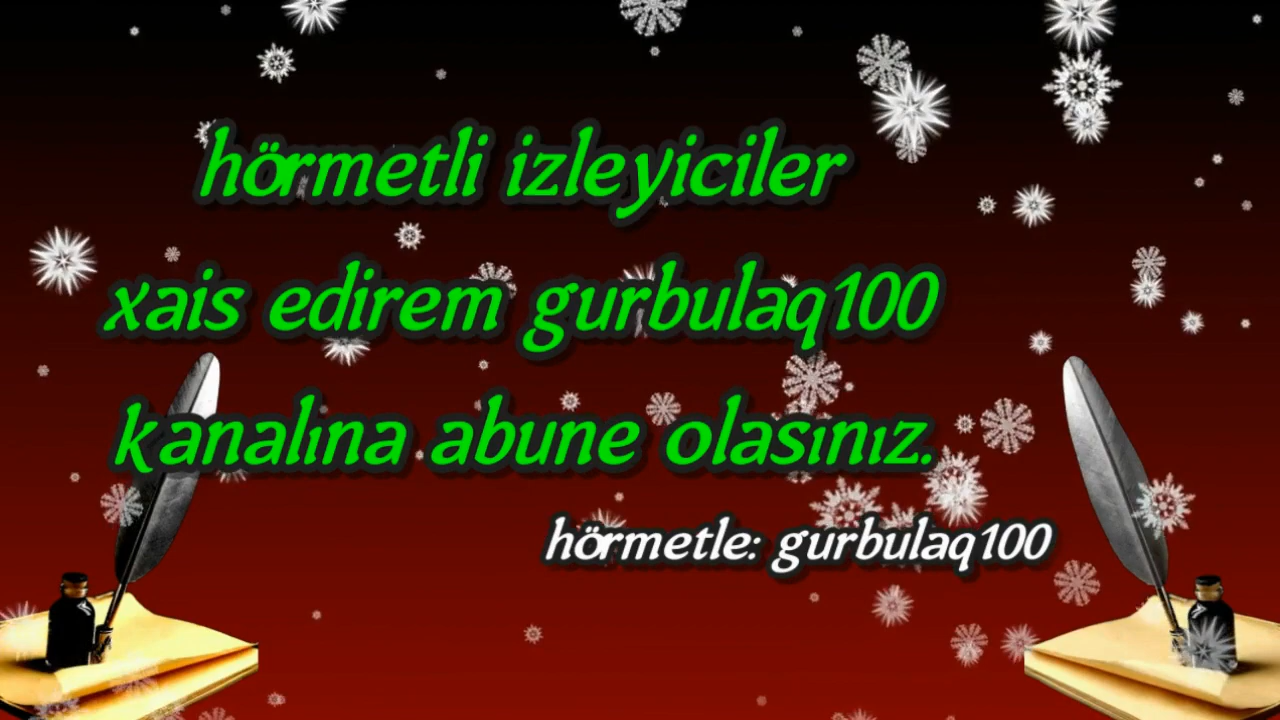 hörmetli izleyiciler
xais edirem gurbulaq100
kanalına abune olasınız.
hörmetle: gurbulaq100